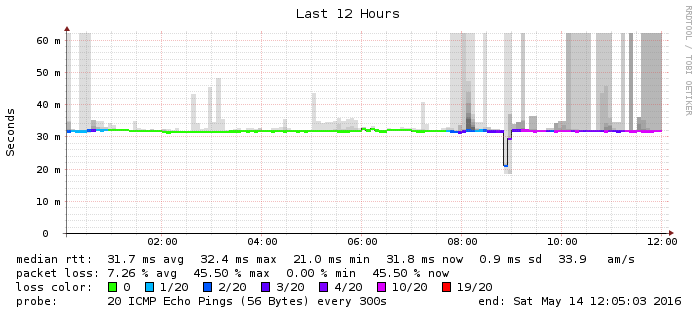 Last 12 Hours
RRDTOOL / TOBI OETIKER
Seconds
60 m
50 m
40 m
30 m
20 m
10 m
0
02:00 04:00 06:00 08:00 10:00 12:00
median rtt: 31.7 ms avg 32.4 ms max 21.0 ms min 31.8 ms now 0.9 ms sd 33.9 am/s
packet loss: 7.26 % avg 45.50 % max 0.00 % min 45.50 % now
loss color: 0 1/20 2/20 3/20 4/20 10/20 19/20
probe: 20 ICMP Echo Pings (56 Bytes) every 300s end: Sat May 14 12:05:03 2016